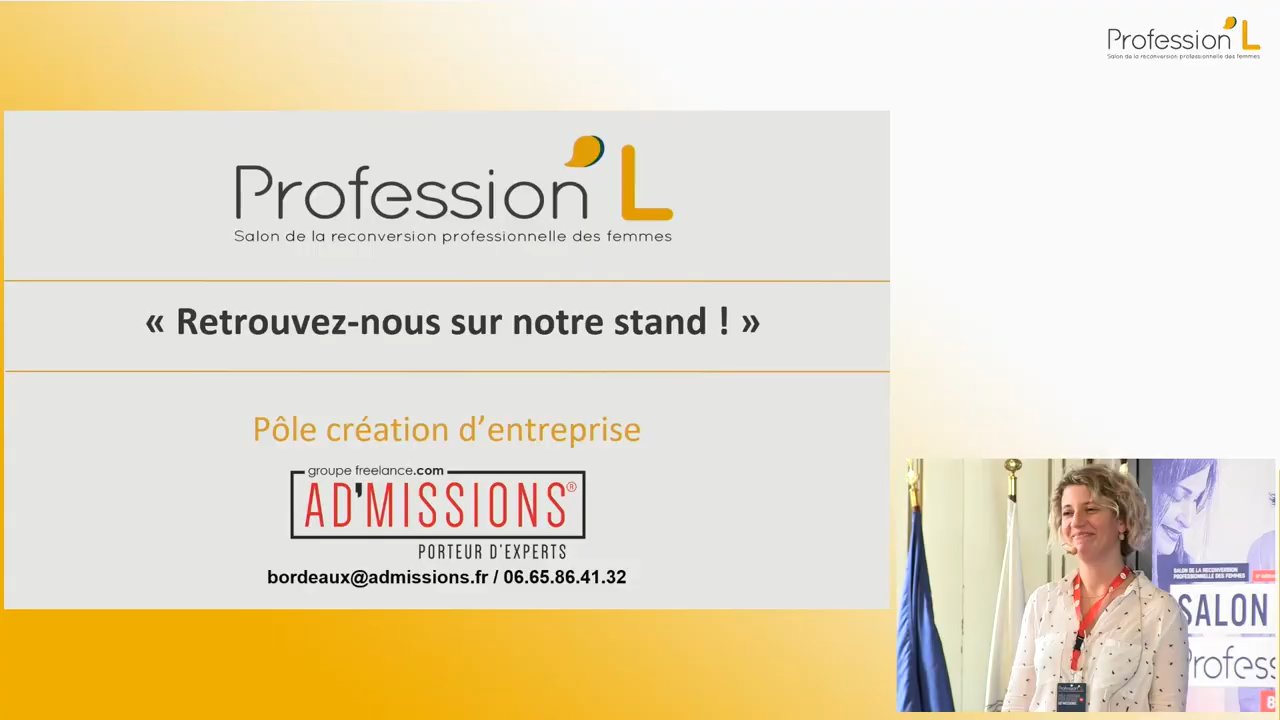 Profession'L
Salon de la reconversion professionnelle des femmes
Profession'L
Salon de la reconversion professionnelle des femmes
« Retrouvez-nous sur notre stand ! »
Pôle création d'entreprise
groupe freelance.com
AD'MISSIONS®
PORTEUR D'EXPERTS
bordeaux@admissions.fr / 06.65.86.41.32
SALON DE LA RECONVERSION
PROFESSIONNELLE DES FEMMES
SALON
Profess